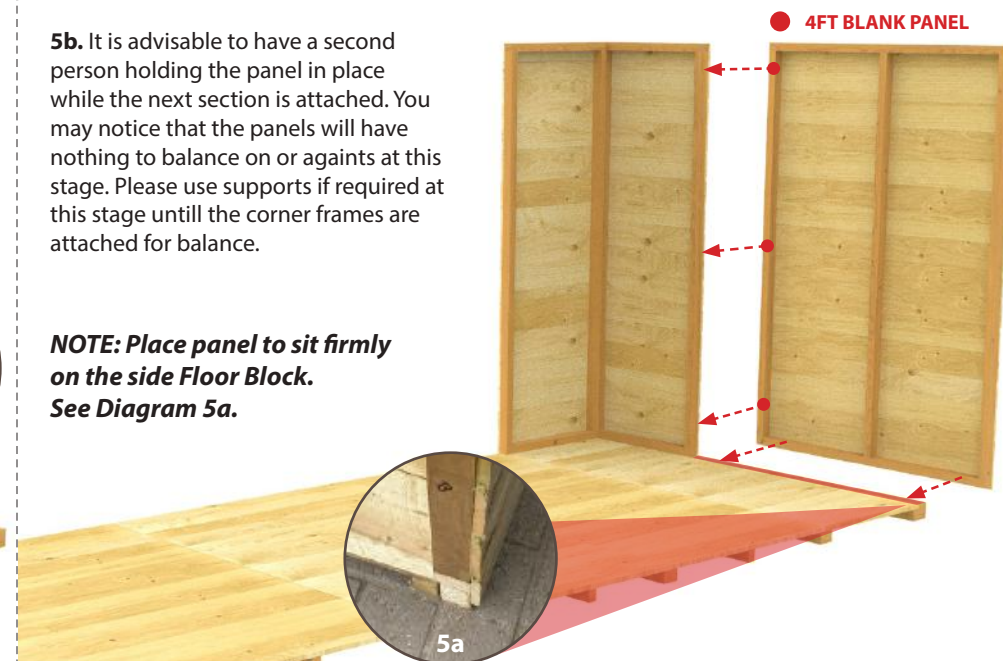 4FT BLANK PANEL
5b. It is advisable to have a second
person holding the panel in place
while the next section is attached. You
may notice that the panels will have
nothing to balance on or againts at this
stage. Please use supports if required at
this stage untill the corner frames are
attached for balance.
NOTE: Place panel to sit firmly
on the side Floor Block.
See Diagram 5a.
5a